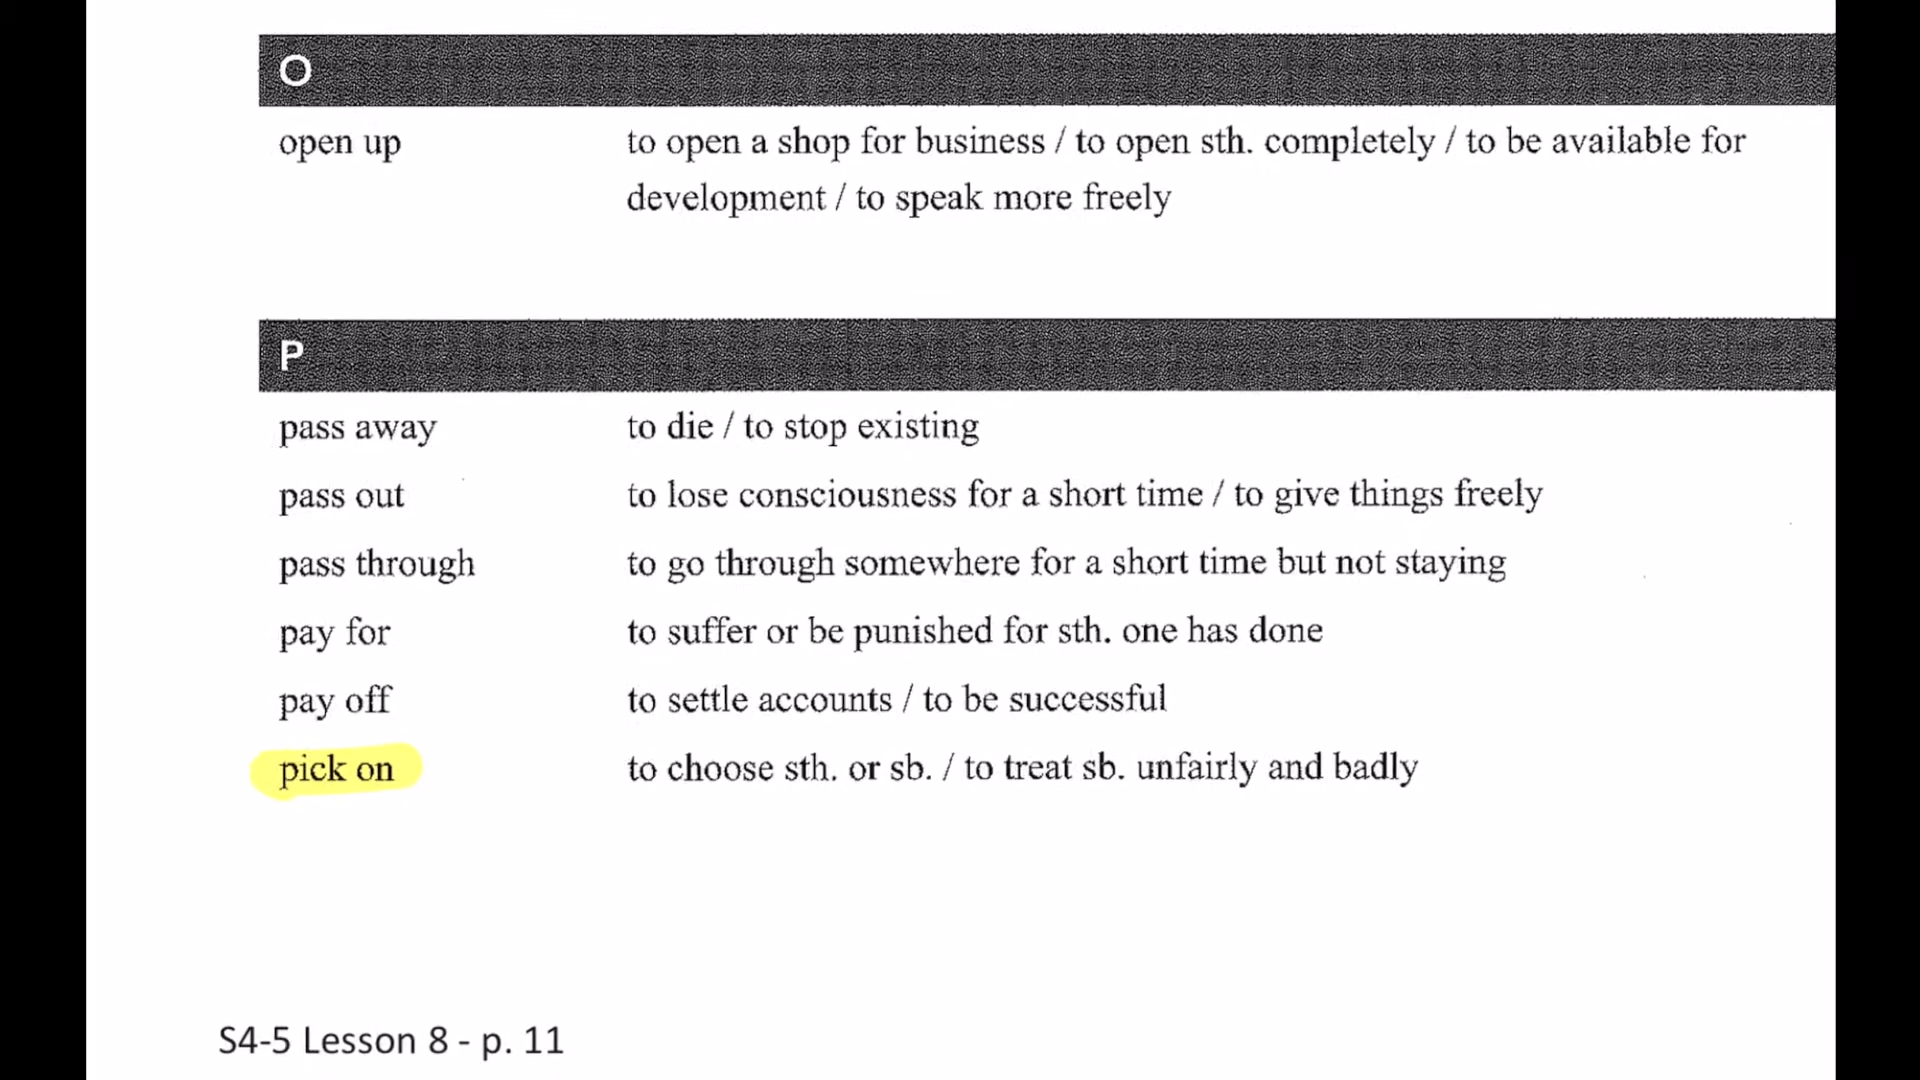 O
open up to open a shop for business / to open sth. completely / to be available for
development / to speak more freely
P
pass away to die / to stop existing
pass out to lose consciousness for a short time / to give things freely
pass through to go through somewhere for a short time but not staying
pay for to suffer or be punished for sth. one has done
pay off to settle accounts / to be successful
pick on to choose sth. or sb. / to treat sb. unfairly and badly
S4-5 Lesson 8 - p. 11